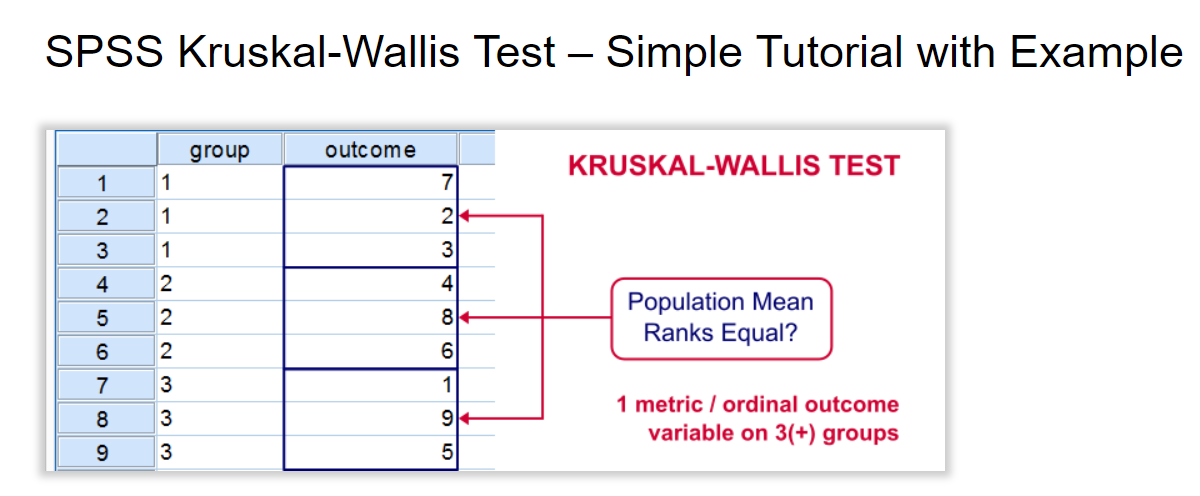 SPSS Kruskal-Wallis Test – Simple Tutorial with Example
group outcome
KRUSKAL-WALLIS TEST
1 1 7
2 1 2
3 1 3
4 2 4
5 2 8
6 2 6
7 3 1
8 3 9
9 3 5
Population Mean
Ranks Equal?
1 metric / ordinal outcome
variable on 3(+) groups